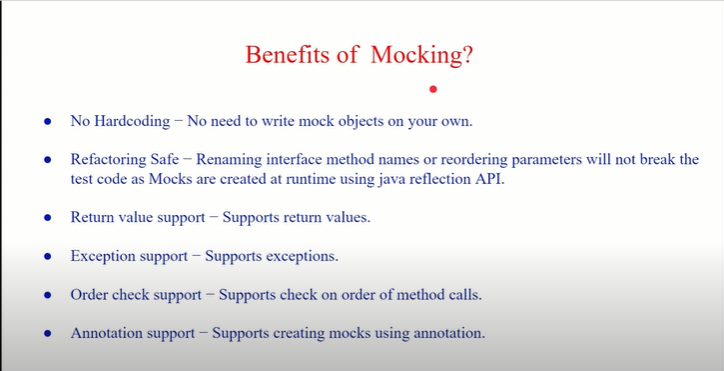 Benefits of Mocking?
● No Hardcoding − No need to write mock objects on your own.
● Refactoring Safe − Renaming interface method names or reordering parameters will not break the
test code as Mocks are created at runtime using java reflection API.
● Return value support − Supports return values.
● Exception support − Supports exceptions.
● Order check support − Supports check on order of method calls.
● Annotation support − Supports creating mocks using annotation.